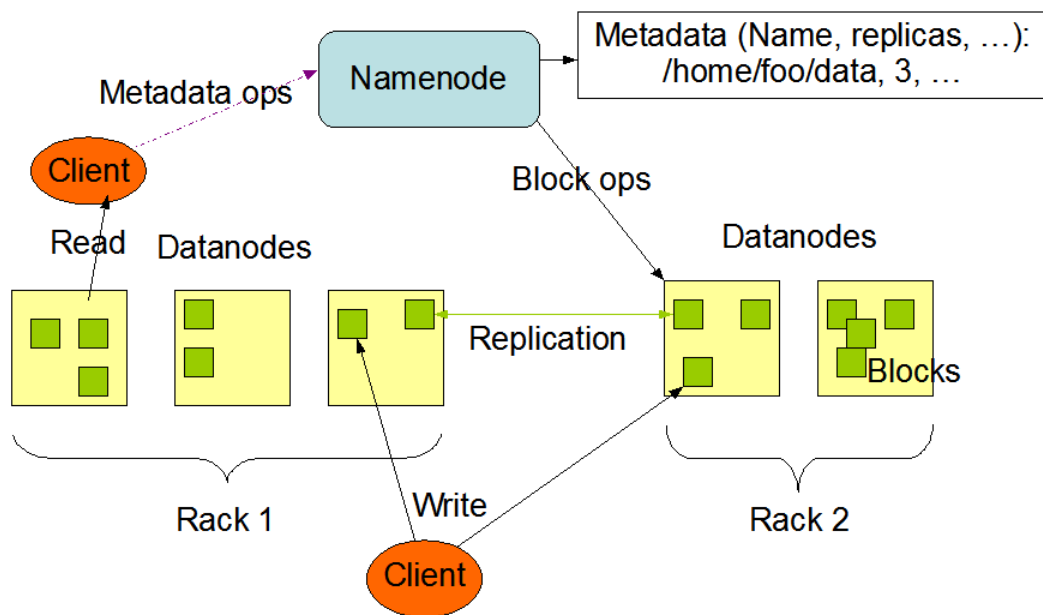 Metadata (Name, replicas, …):
/home/foo/data, 3, …
Namenode
Metadata ops
Client
Block ops
Read
Datanodes
Datanodes
Replication
Blocks
Rack 1
Write
Rack 2
Client